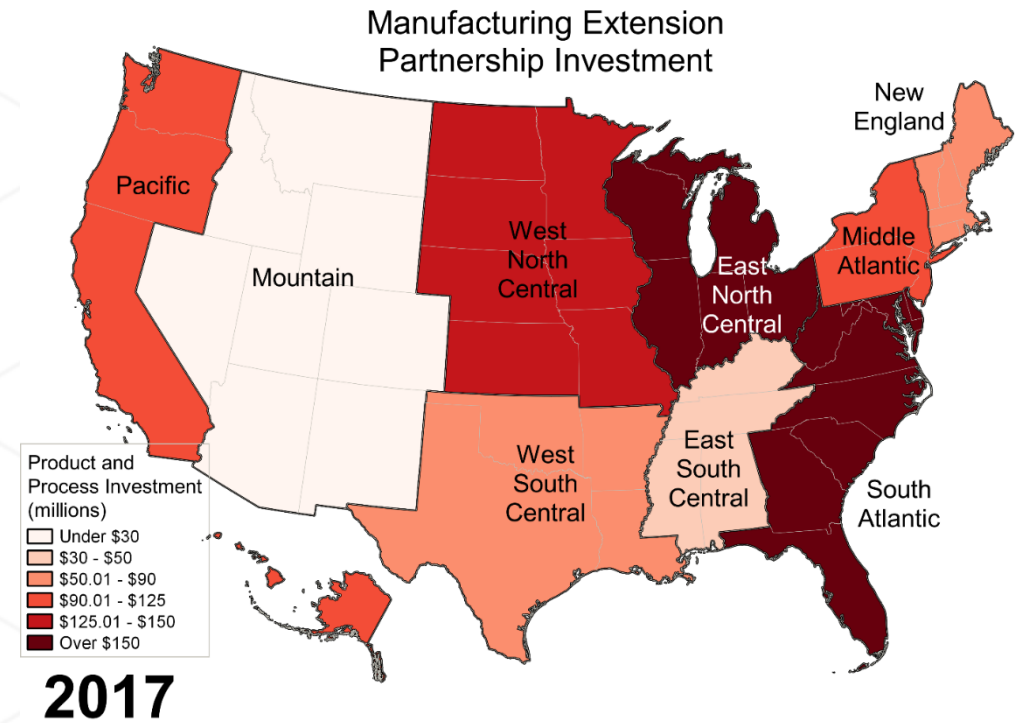 Manufacturing Extension
Partnership Investment
New
England
Pacific
West
North
Central
Middle
Atlantic
Mountain
East
North
Central
West
South
Central
East
South
Central
South
Atlantic
Product and
Process Investment
(millions)
Under $30
$30 - $50
$50.01 - $90
$90.01 - $125
$125.01 - $150
Over $150
2017